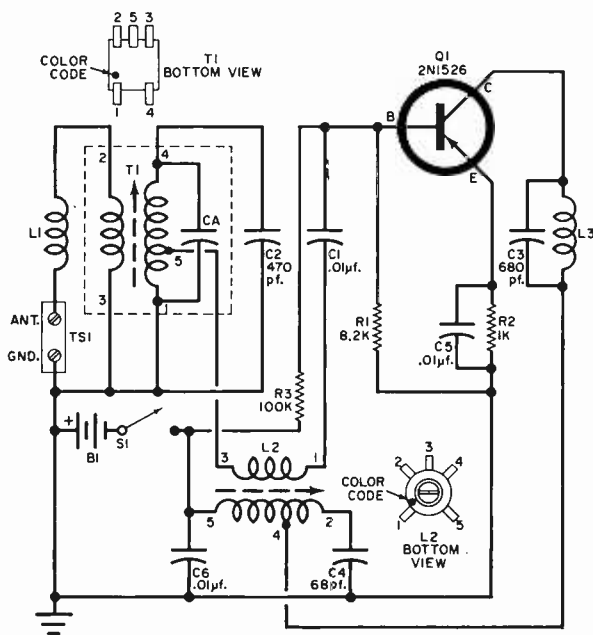 2 5 3
T1
BOTTOM VIEW
COLOR
CODE
1 4
Q1
2N1526
B
C
E
2
4
T1
L1
CA
5
3
1
C2
470
pf.
C1
.01µf.
R1
8.2K
C3
680
pf.
L3
R2
1K
C5
.01µf.
ANT.
GND.
TS1
R3
100K
+
B1
S1
L2
3 1
5 4 2
C6
.01µf.
C4
68pf.
COLOR
CODE
1 2 3 4 5
L2
BOTTOM
VIEW